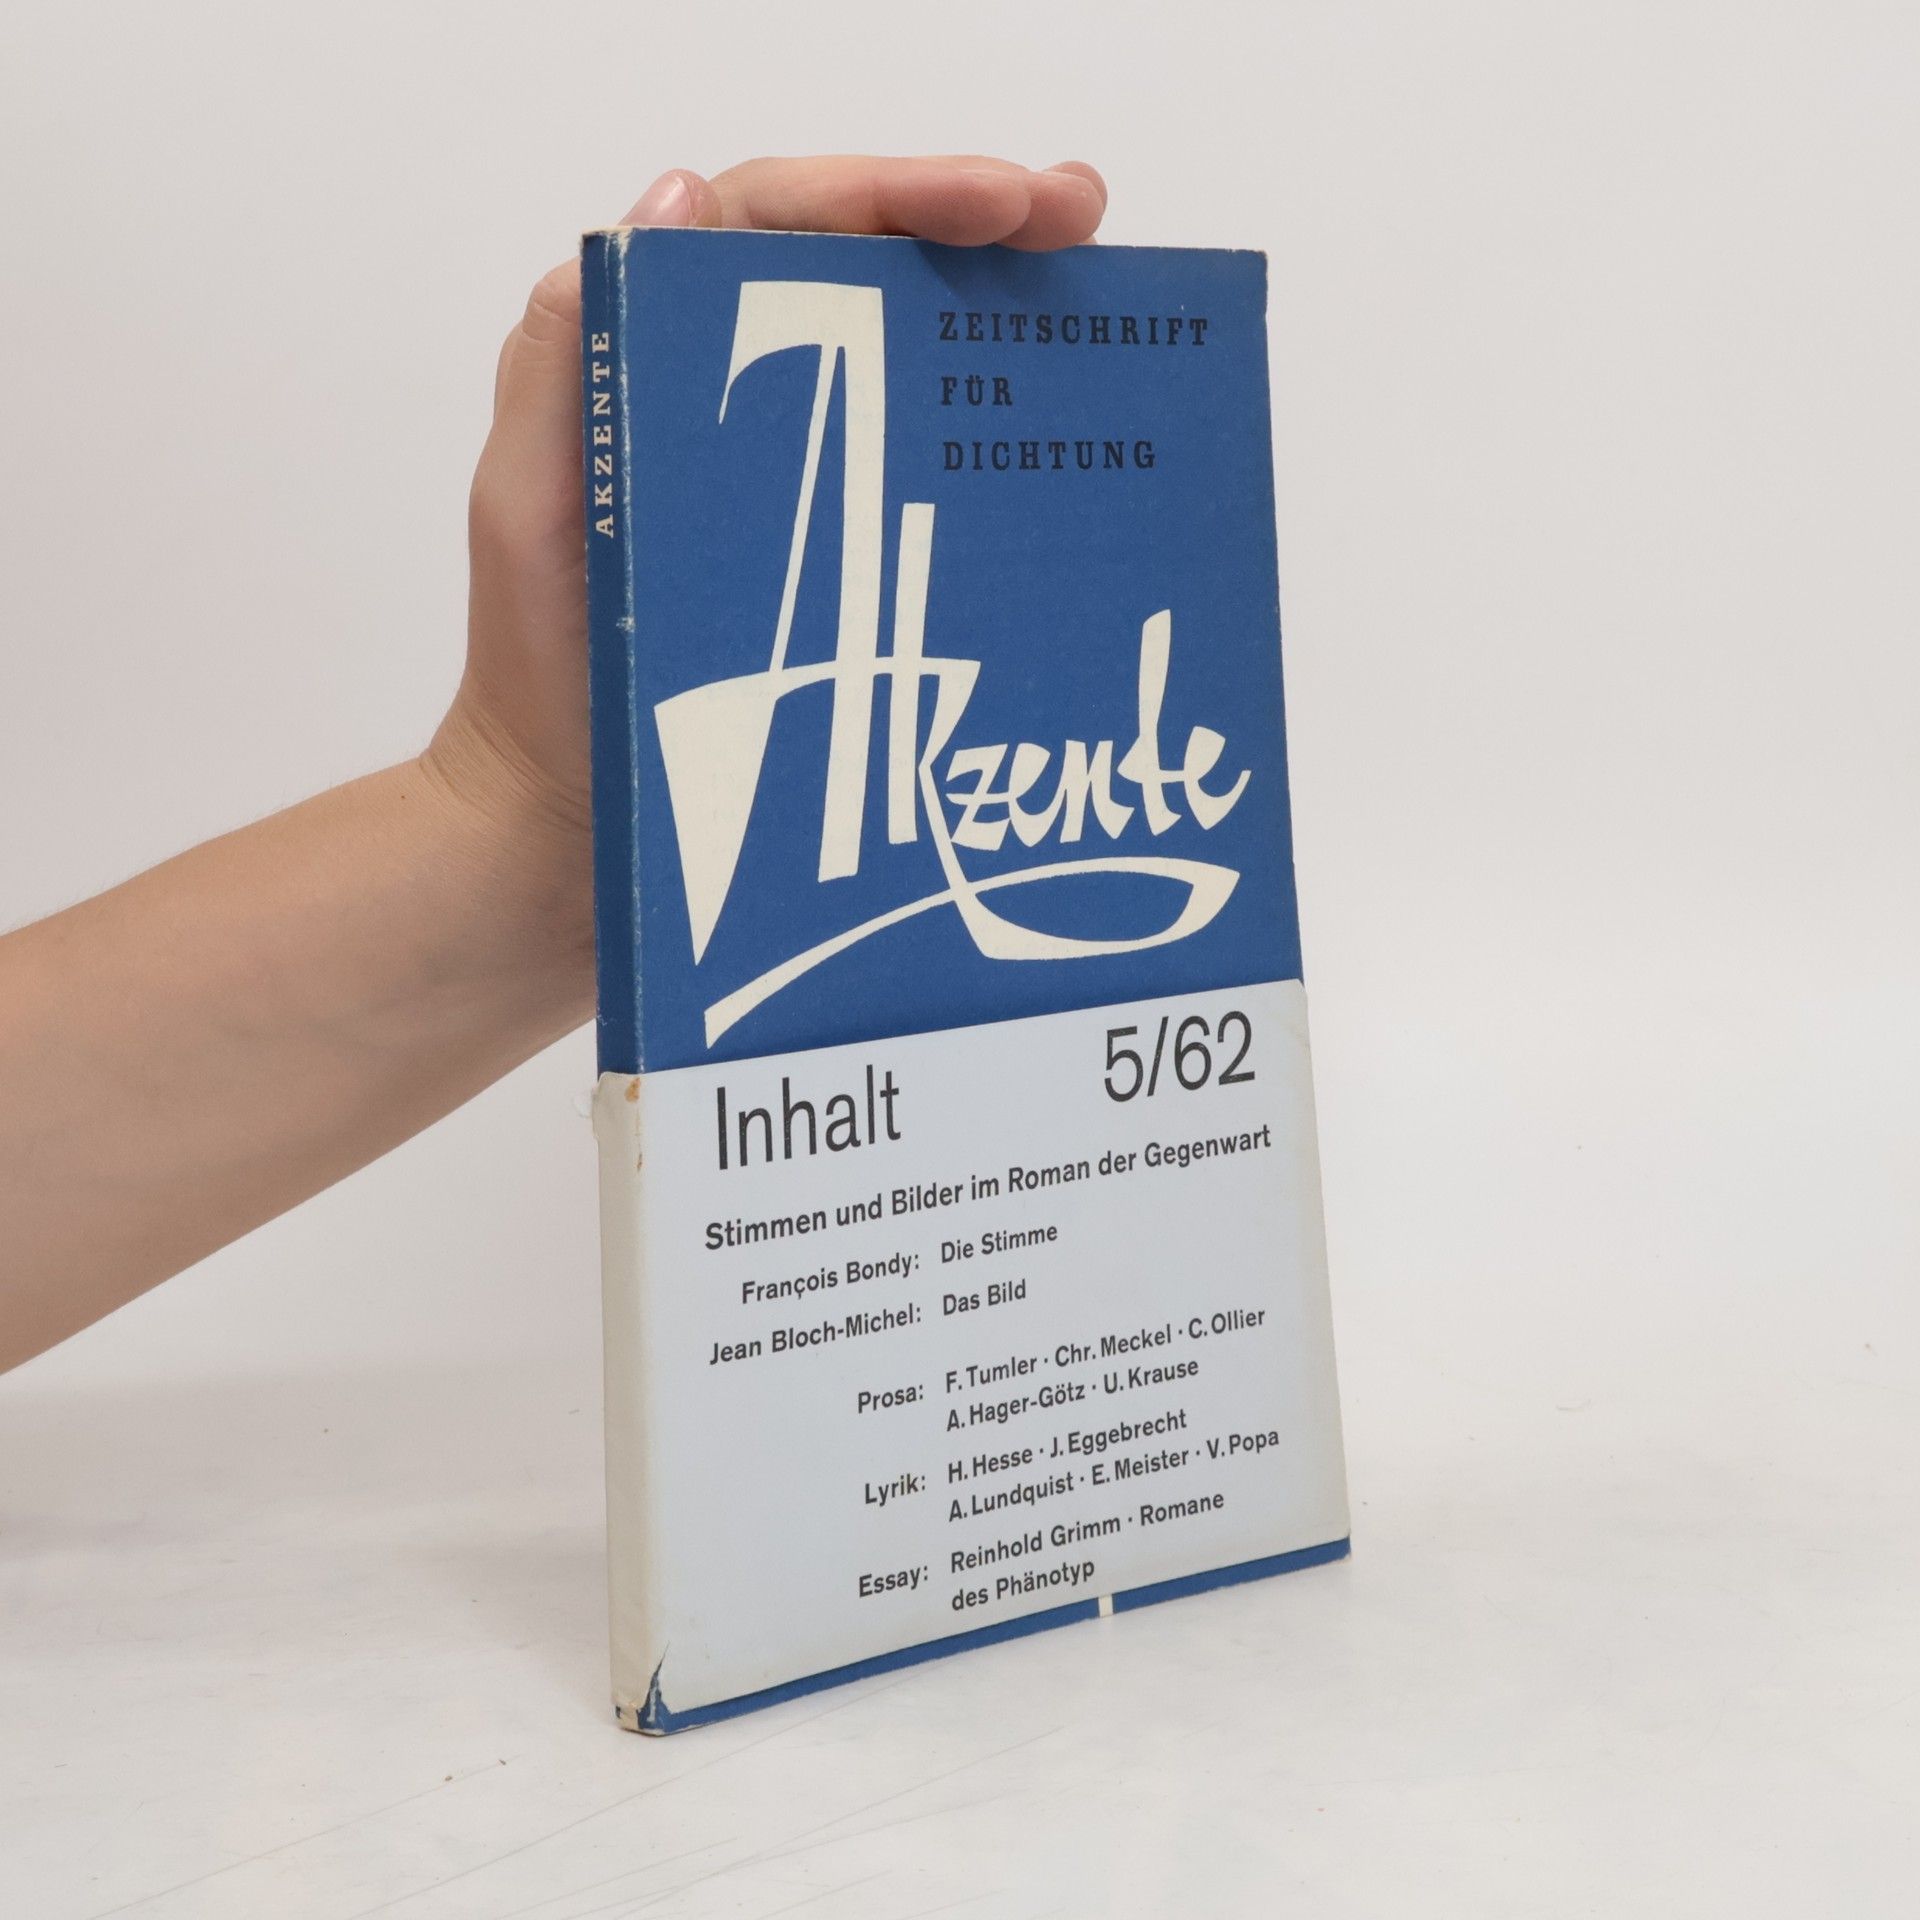 AKZENTE
ZEITSCHRIFT
FÜR
DICHTUNG
Akzente
Inhalt 5/62
Stimmen und Bilder im Roman der Gegenwart
François Bondy: Die Stimme
Jean Bloch-Michel: Das Bild
Prosa: F. Tumler · Chr. Meckel · C. Ollier
A. Hager-Götz · U. Krause
Lyrik: H. Hesse · J. Eggebrecht
A. Lundquist · E. Meister · V. Popa
Essay: Reinhold Grimm · Romane
des Phänotyp